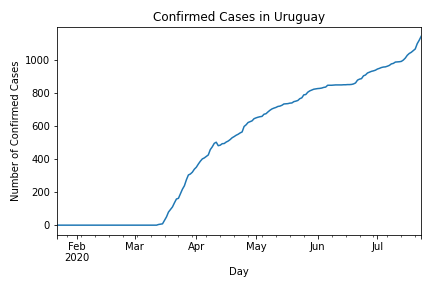 Confirmed Cases in Uruguay
Number of Confirmed Cases
1000
800
600
400
200
0
Feb Mar Apr May Jun Jul
2020
Day